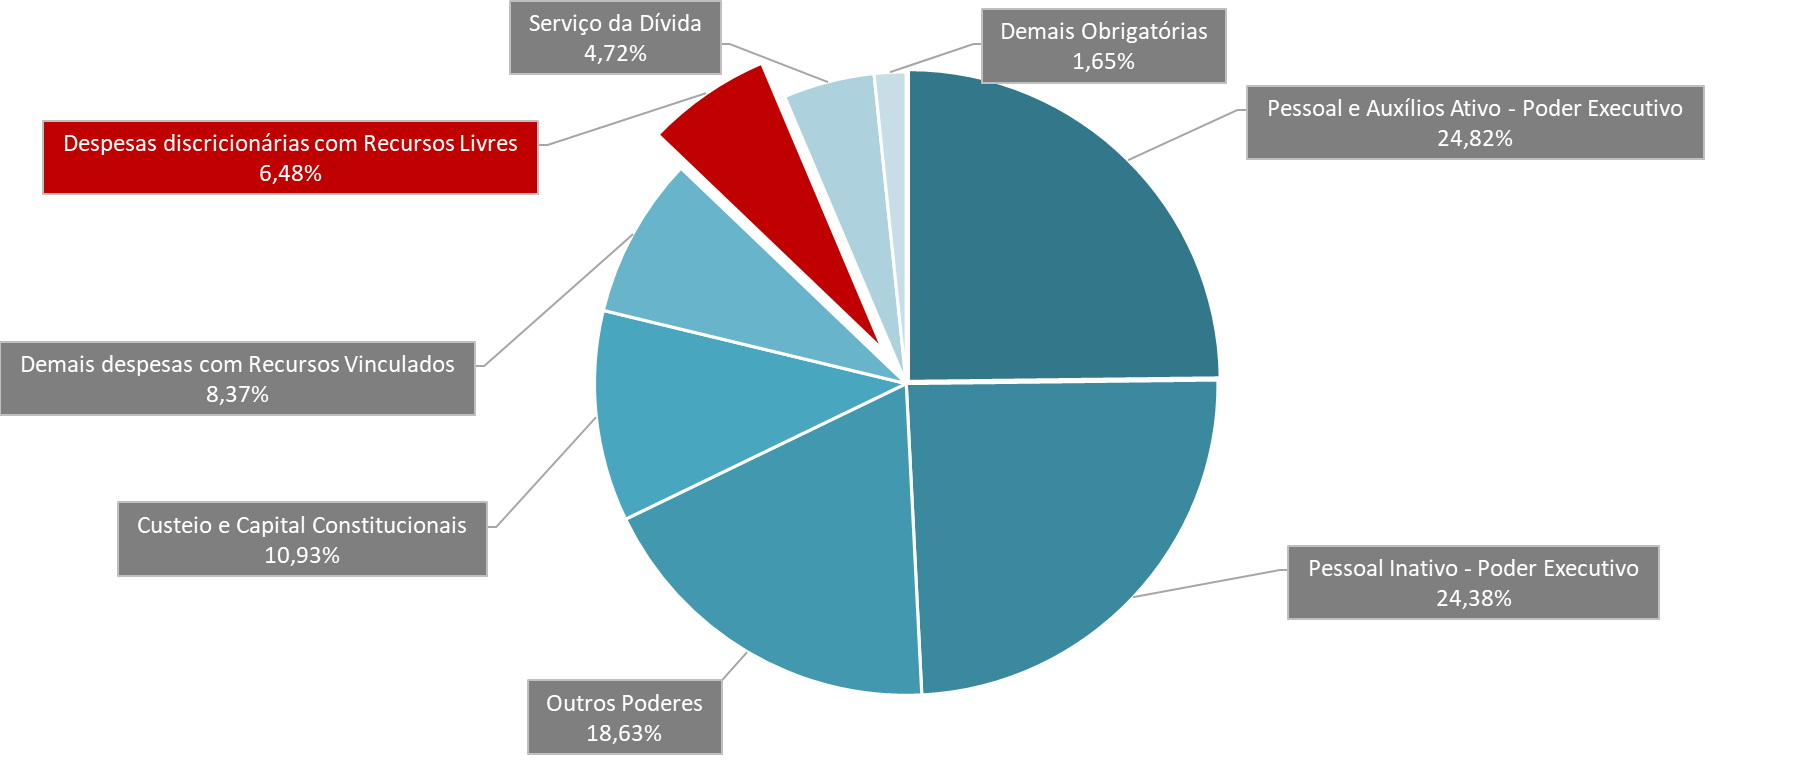 Serviço da Dívida
4,72%
Demais Obrigatórias
1,65%
Pessoal e Auxílios Ativo - Poder Executivo
24,82%
Despesas discricionárias com Recursos Livres
6,48%
Demais despesas com Recursos Vinculados
8,37%
Custeio e Capital Constitucionais
10,93%
Pessoal Inativo - Poder Executivo
24,38%
Outros Poderes
18,63%